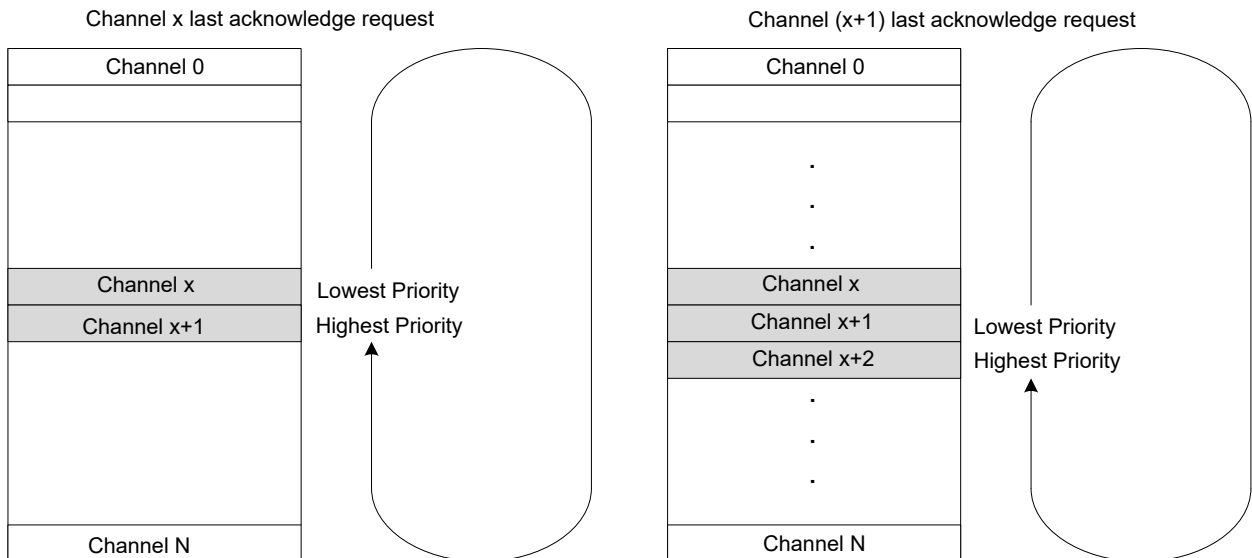 Channel x last acknowledge request
Channel 0
Channel x
Lowest Priority
Channel x+1
Highest Priority
Channel N
Channel (x+1) last acknowledge request
Channel 0
.
.
.
Channel x
Channel x+1
Lowest Priority
Channel x+2
Highest Priority
.
.
.
Channel N